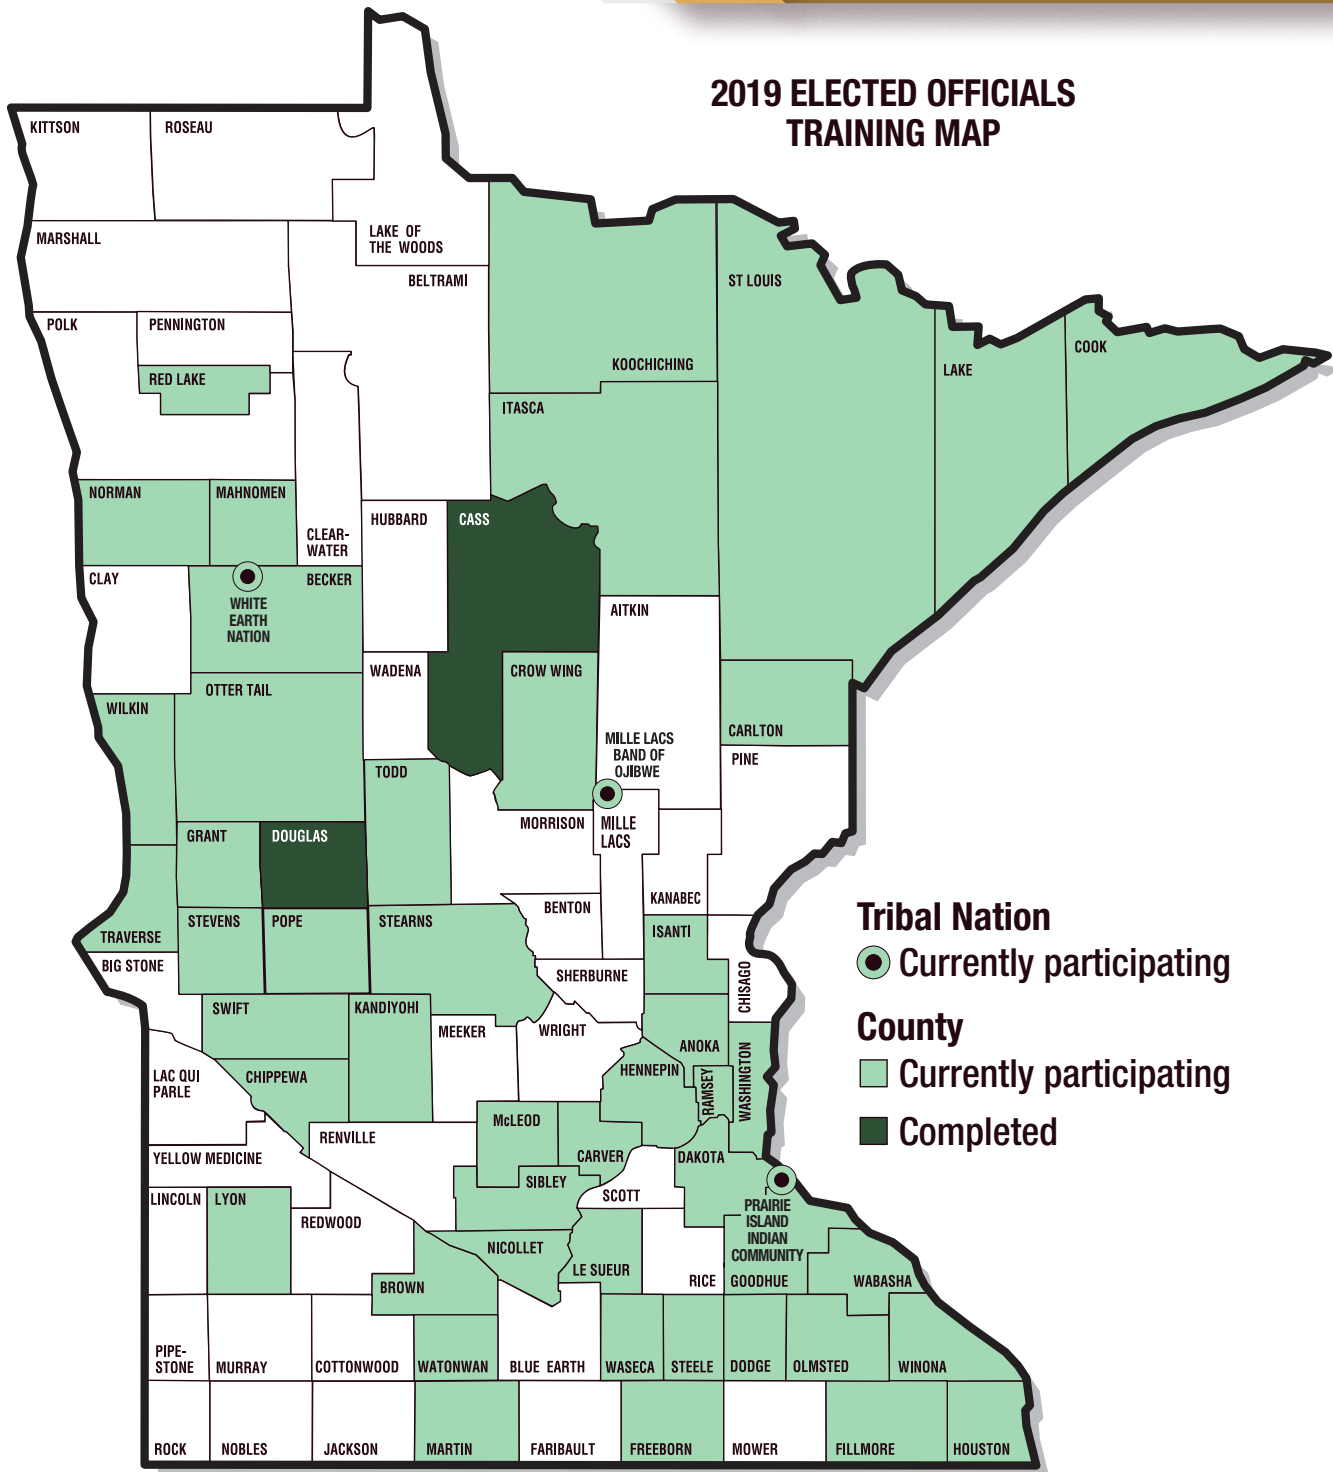 2019 ELECTED OFFICIALS
TRAINING MAP
KITTSON
ROSEAU
LAKE OF
THE WOODS
MARSHALL
BELTRAMI
ST LOUIS
POLK
PENNINGTON
KOOCHICHING
LAKE
COOK
RED LAKE
ITASCA
NORMAN
MAHNOMEN
CLEAR-
WATER
HUBBARD
CASS
CLAY
BECKER
WHITE
EARTH
NATION
AITKIN
WADENA
CROW WING
OTTER TAIL
WILKIN
CARLTON
MILLE LACS
BAND OF
OJIBWE
PINE
TODD
GRANT
DOUGLAS
MORRISON
MILLE
LACS
KANABEC
BENTON
STEVENS
POPE
STEARNS
ISANTI
TRAVERSE
BIG STONE
SHERBURNE
CHISAGO
SWIFT
KANDIYOHI
MEEKER
WRIGHT
ANOKA
HENNEPIN
RAMSEY
WASHINGTON
LAC QUI
PARLE
CHIPPEWA
McLEOD
RENVILLE
CARVER
DAKOTA
YELLOW MEDICINE
SIBLEY
SCOTT
LINCOLN
LYON
REDWOOD
PRAIRIE
ISLAND
INDIAN
COMMUNITY
NICOLLET
LE SUEUR
RICE
GOODHUE
WABASHA
BROWN
PIPE-
STONE
MURRAY
COTTONWOOD
WATONWAN
BLUE EARTH
WASECA
STEELE
DODGE
OLMSTED
WINONA
ROCK
NOBLES
JACKSON
MARTIN
FARIBAULT
FREEBORN
MOWER
FILLMORE
HOUSTON
Tribal Nation
Currently participating
County
Currently participating
Completed